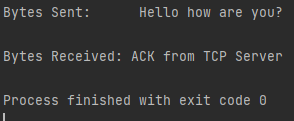 Bytes Sent:      Hello how are you?
Bytes Received: ACK from TCP Server
Process finished with exit code 0